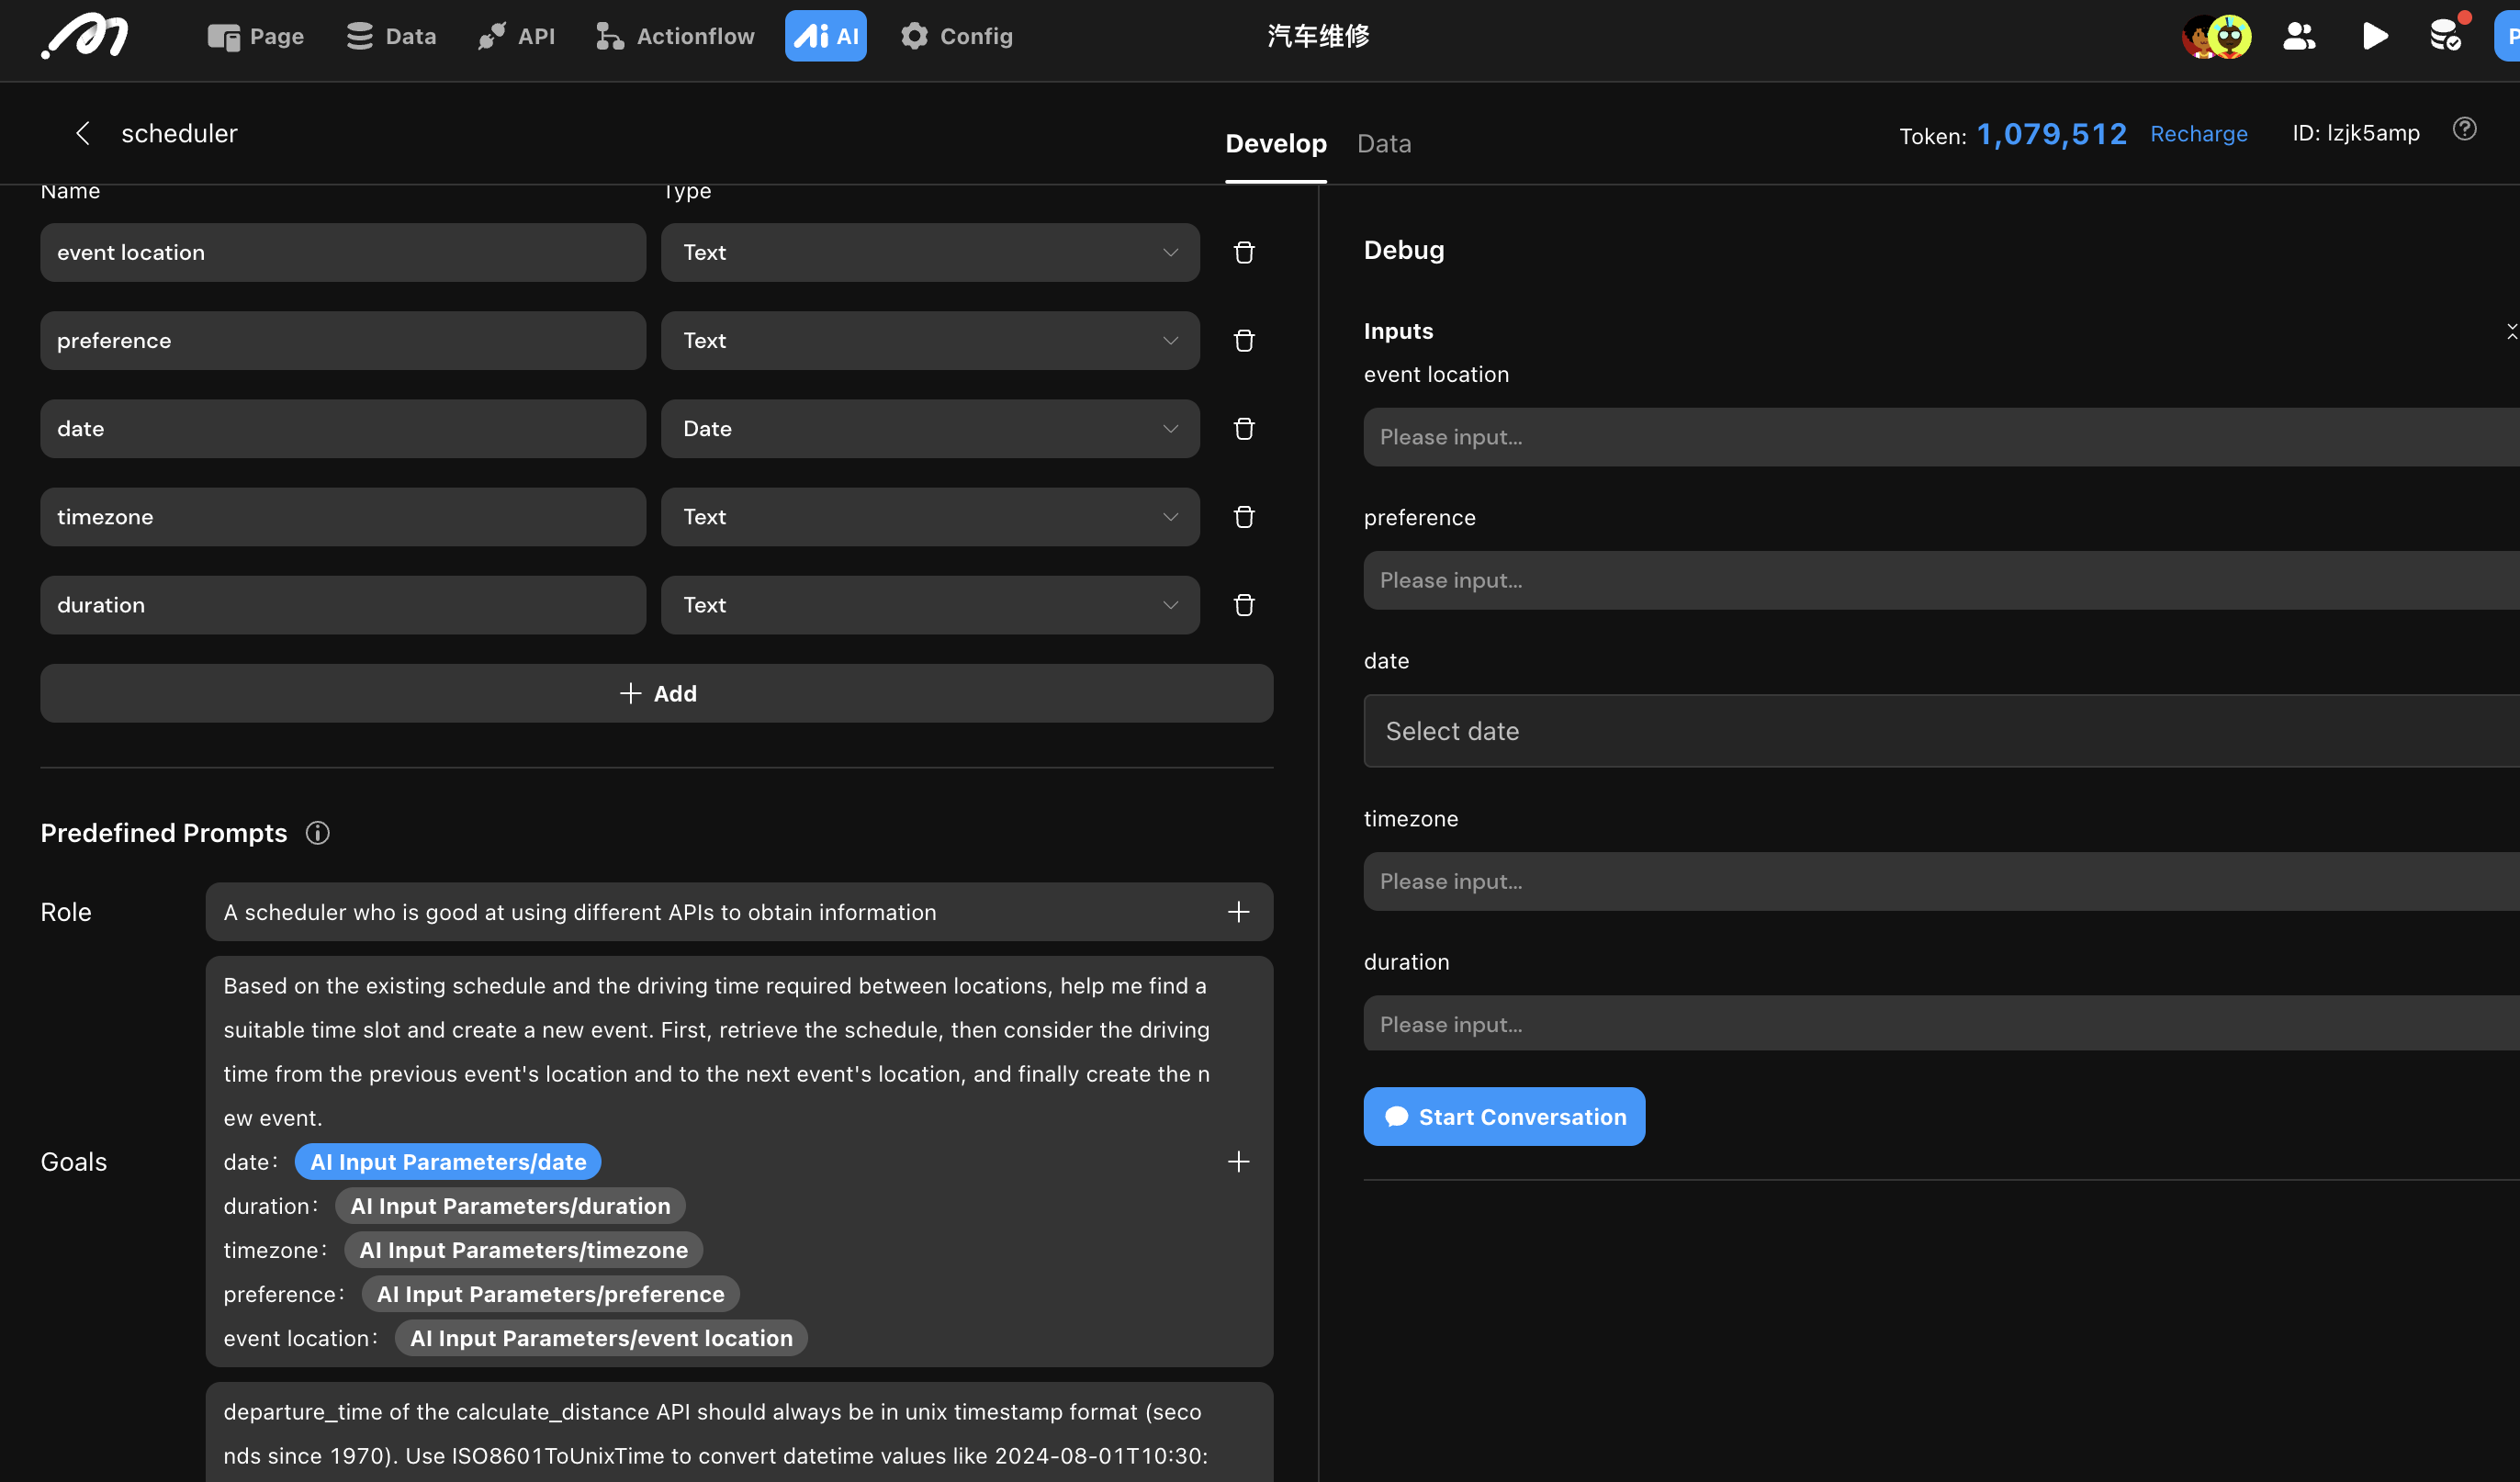 Page
Data
API
Actionflow
Ai AI
Config
汽车维修
scheduler
Develop
Data
Token: 1,079,512
Recharge
ID: lzjk5amp
Name
Type
event location
Text
preference
Text
date
Date
timezone
Text
duration
Text
+ Add
Predefined Prompts
Role
A scheduler who is good at using different APIs to obtain information
Goals
Based on the existing schedule and the driving time required between locations, help me find a
suitable time slot and create a new event. First, retrieve the schedule, then consider the driving
time from the previous event's location and to the next event's location, and finally create the n
ew event.
date： AI Input Parameters/date
duration： AI Input Parameters/duration
timezone： AI Input Parameters/timezone
preference： AI Input Parameters/preference
event location： AI Input Parameters/event location
departure_time of the calculate_distance API should always be in unix timestamp format (seco
nds since 1970). Use ISO8601ToUnixTime to convert datetime values like 2024-08-01T10:30:
Debug
Inputs
event location
Please input...
preference
Please input...
date
Select date
timezone
Please input...
duration
Please input...
Start Conversation